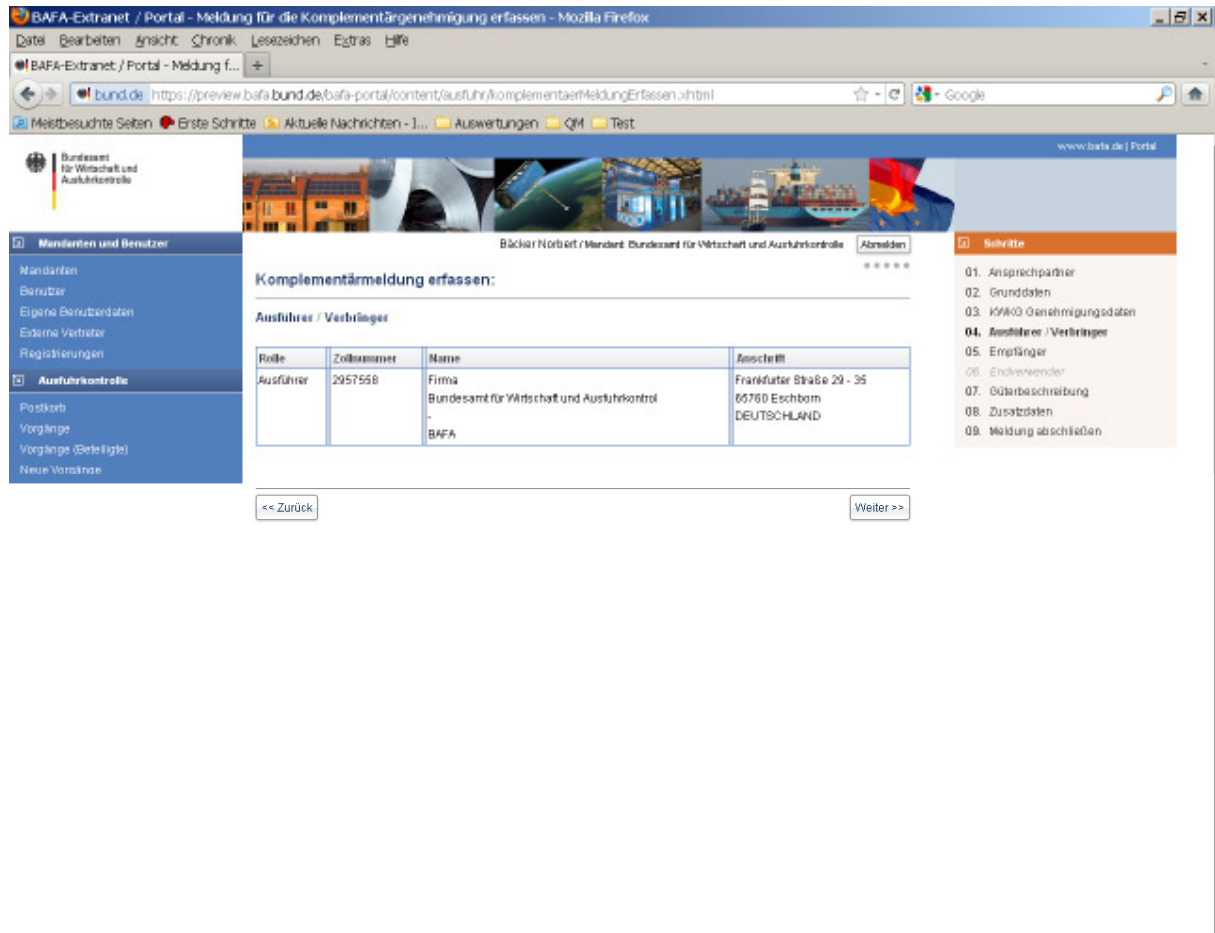 BAFA-Extranet / Portal - Meldung für die Komplementärgenehmigung erfassen - Mozilla Firefox
Datei Bearbeiten Ansicht Chronik Lesezeichen Extras Hilfe
BAFA-Extranet / Portal - Meldung f...
bund.de https://preview.bafa.bund.de/bafa-portal/content/ausfuhr/komplementaerMeldungErfassen.xhtml
Google
Meistbesuchte Seiten Erste Schritte Aktuelle Nachrichten - I... Auswertungen QM Test
Bundesamt
für Wirtschaft und
Ausfuhrkontrolle
www.bafa.de | Portal
Mandanten und Benutzer
Mandanten
Benutzer
Eigene Benutzerdaten
Externe Vertreter
Registrierungen
Ausfuhrkontrolle
Postkorb
Vorgänge
Vorgänge (Beteiligte)
Neue Vorgänge
Bäcker Norbert / Mandant: Bundesamt für Wirtschaft und Ausfuhrkontrolle Abmelden
Komplementärmeldung erfassen:
Ausführer / Verbringer
Rolle Zollnummer Name Anschrift
Ausführer 2957558 Firma Frankfurter Straße 29 - 35
Bundesamt für Wirtschaft und Ausfuhrkontrol 65760 Eschborn
- DEUTSCHLAND
BAFA
<< Zurück Weiter >>
Schritte
01. Ansprechpartner
02. Grunddaten
03. KWKG Genehmigungsdaten
04. Ausführer / Verbringer
05. Empfänger
06. Endverwender
07. Güterbeschreibung
08. Zusatzdaten
09. Meldung abschließen